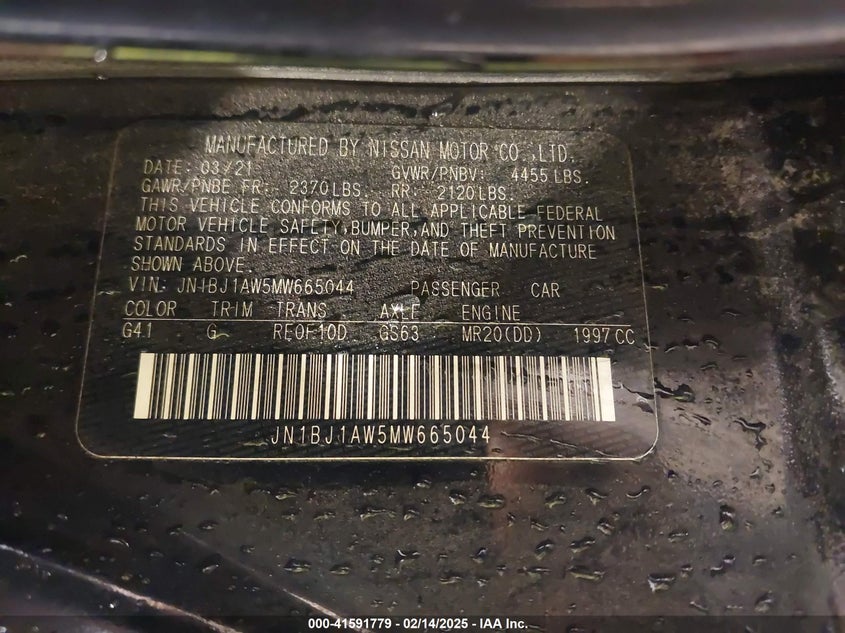 MANUFACTURED BY NISSAN MOTOR CO.,LTD.
DATE: 03/21 GVWR/PNBV: 4455 LBS.
GAWR/PNBE FR: 2370 LBS. RR: 2120 LBS.
THIS VEHICLE CONFORMS TO ALL APPLICABLE FEDERAL
MOTOR VEHICLE SAFETY,BUMPER,AND THEFT PREVENTION
STANDARDS IN EFFECT ON THE DATE OF MANUFACTURE
SHOWN ABOVE.
VIN: JN1BJ1AW5MW665044 PASSENGER CAR
COLOR TRIM TRANS AXLE ENGINE
G41 G RE0F10D GS63 MR20(DD) 1997CC
JN1BJ1AW5MW665044
000-41591779 - 02/14/2025 - IAA Inc.